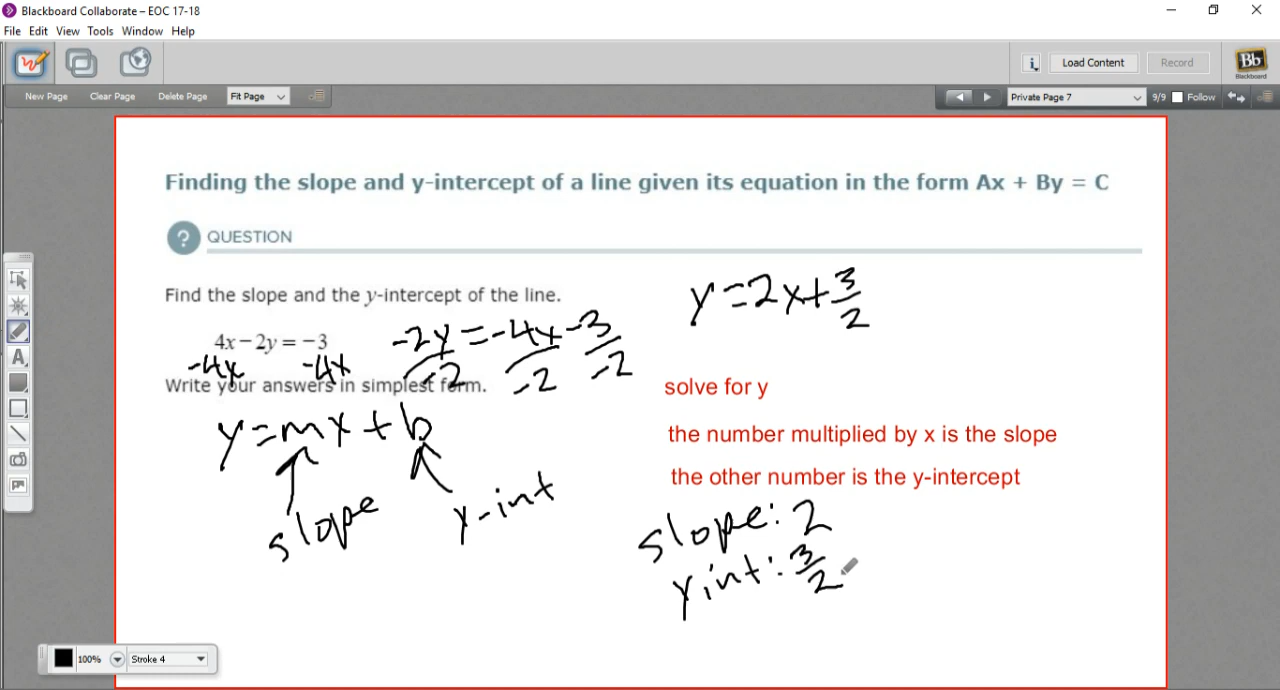 Blackboard Collaborate – EOC 17-18
File Edit View Tools Window Help
i Load Content Record Bb
Blackboard
New Page Clear Page Delete Page Fit Page Private Page 7 9/9 Follow
Finding the slope and y-intercept of a line given its equation in the form Ax + By = C
? QUESTION
Find the slope and the y-intercept of the line.
4x − 2y = −3
-4x -4x
-2y = -4x - 3
-2 -2 -2
y = 2x + 3/2
Write your answers in simplest form.
y = mx + b
slope
y-int
solve for y
the number multiplied by x is the slope
the other number is the y-intercept
slope: 2
y int: 3/2
A
100% Stroke 4